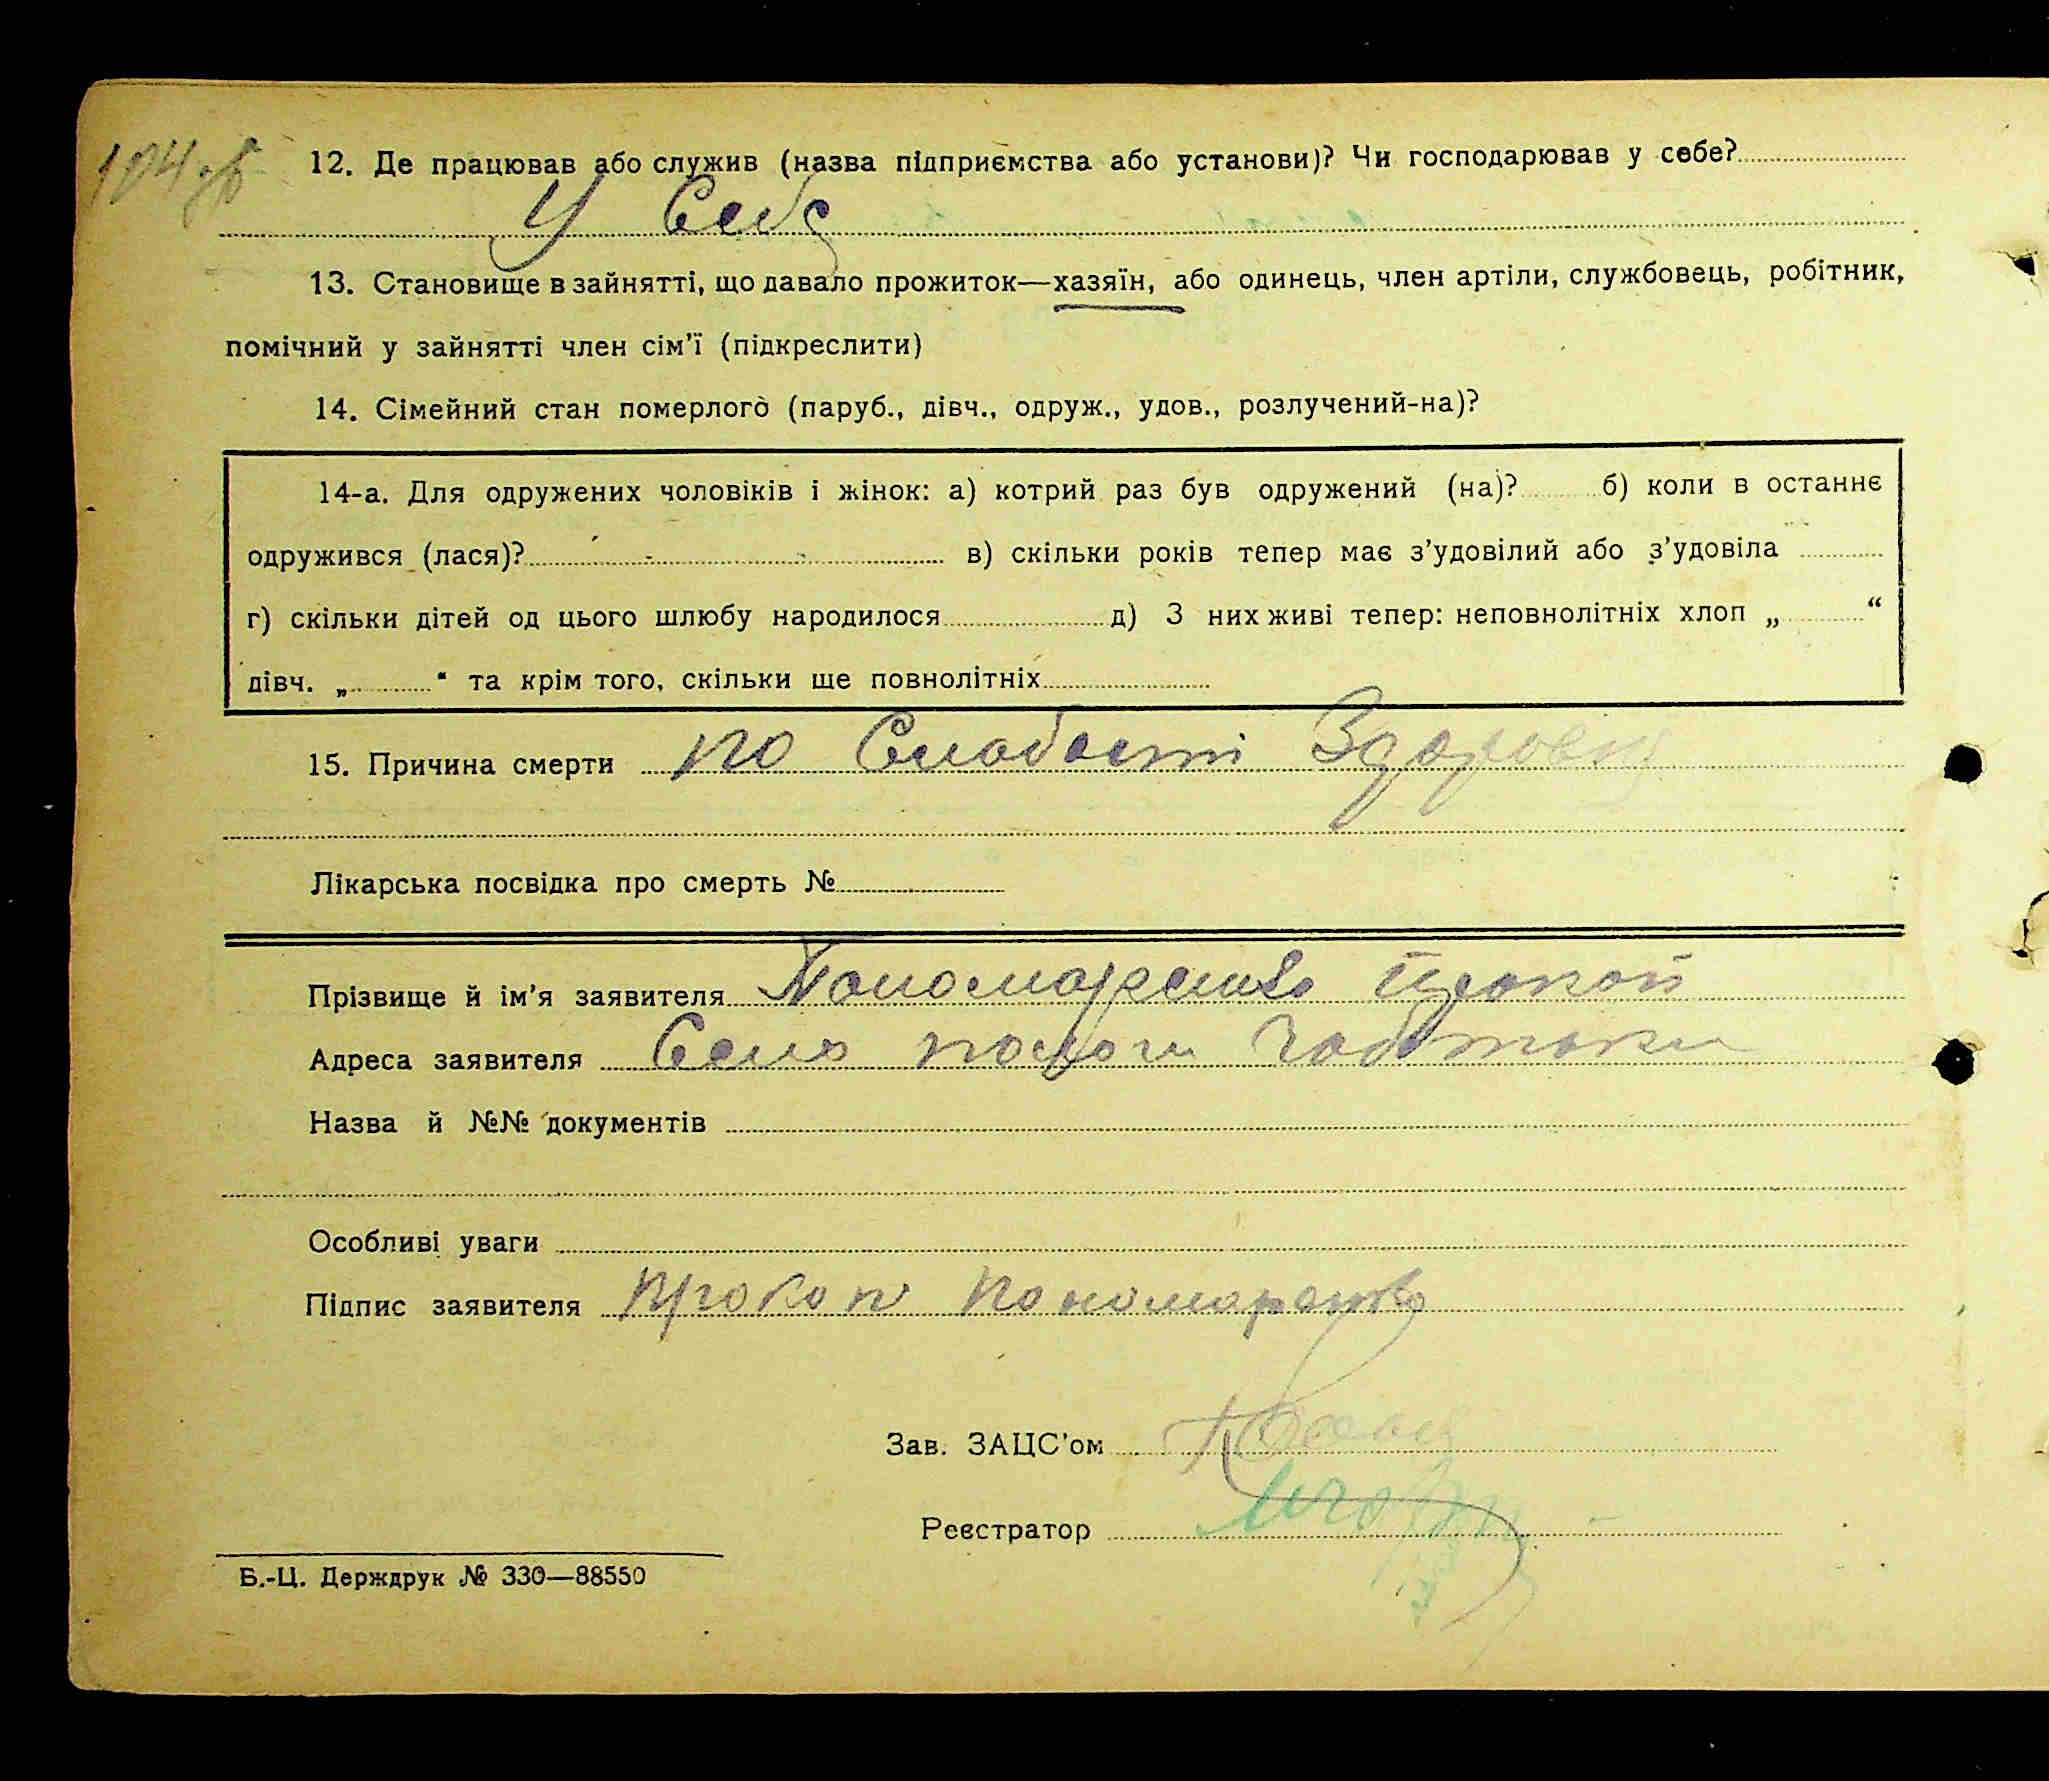 104 зв
12. Де працював або служив (назва підприємства або установи)? Чи господарював у себе?
У Себе
13. Становище в зайнятті, що давало прожиток—хазяїн, або одинець, член артіли, службовець, робітник,
помічний у зайнятті член сім'ї (підкреслити)
14. Сімейний стан померлого (паруб., дівч., одруж., удов., розлучений-на)?
14-а. Для одружених чоловіків і жінок: а) котрий раз був одружений (на)? б) коли в останнє
одружився (лася)? в) скільки років тепер має з'удовілий або з'удовіла
г) скільки дітей од цього шлюбу народилося д) З них живі тепер: неповнолітніх хлоп „ “
дівч. „ “ та крім того, скільки ще повнолітніх
15. Причина смерти по Слабості Здоровя
Лікарська посвідка про смерть №
Прізвище й ім'я заявителя Пономаренко Прокоп
Адреса заявителя Село пологи
Назва й №№ документів
Особливі уваги
Підпис заявителя Прокоп Пономаренко
Зав. ЗАЦС'ом
Реєстратор
Б.-Ц. Держдрук № 330—88550